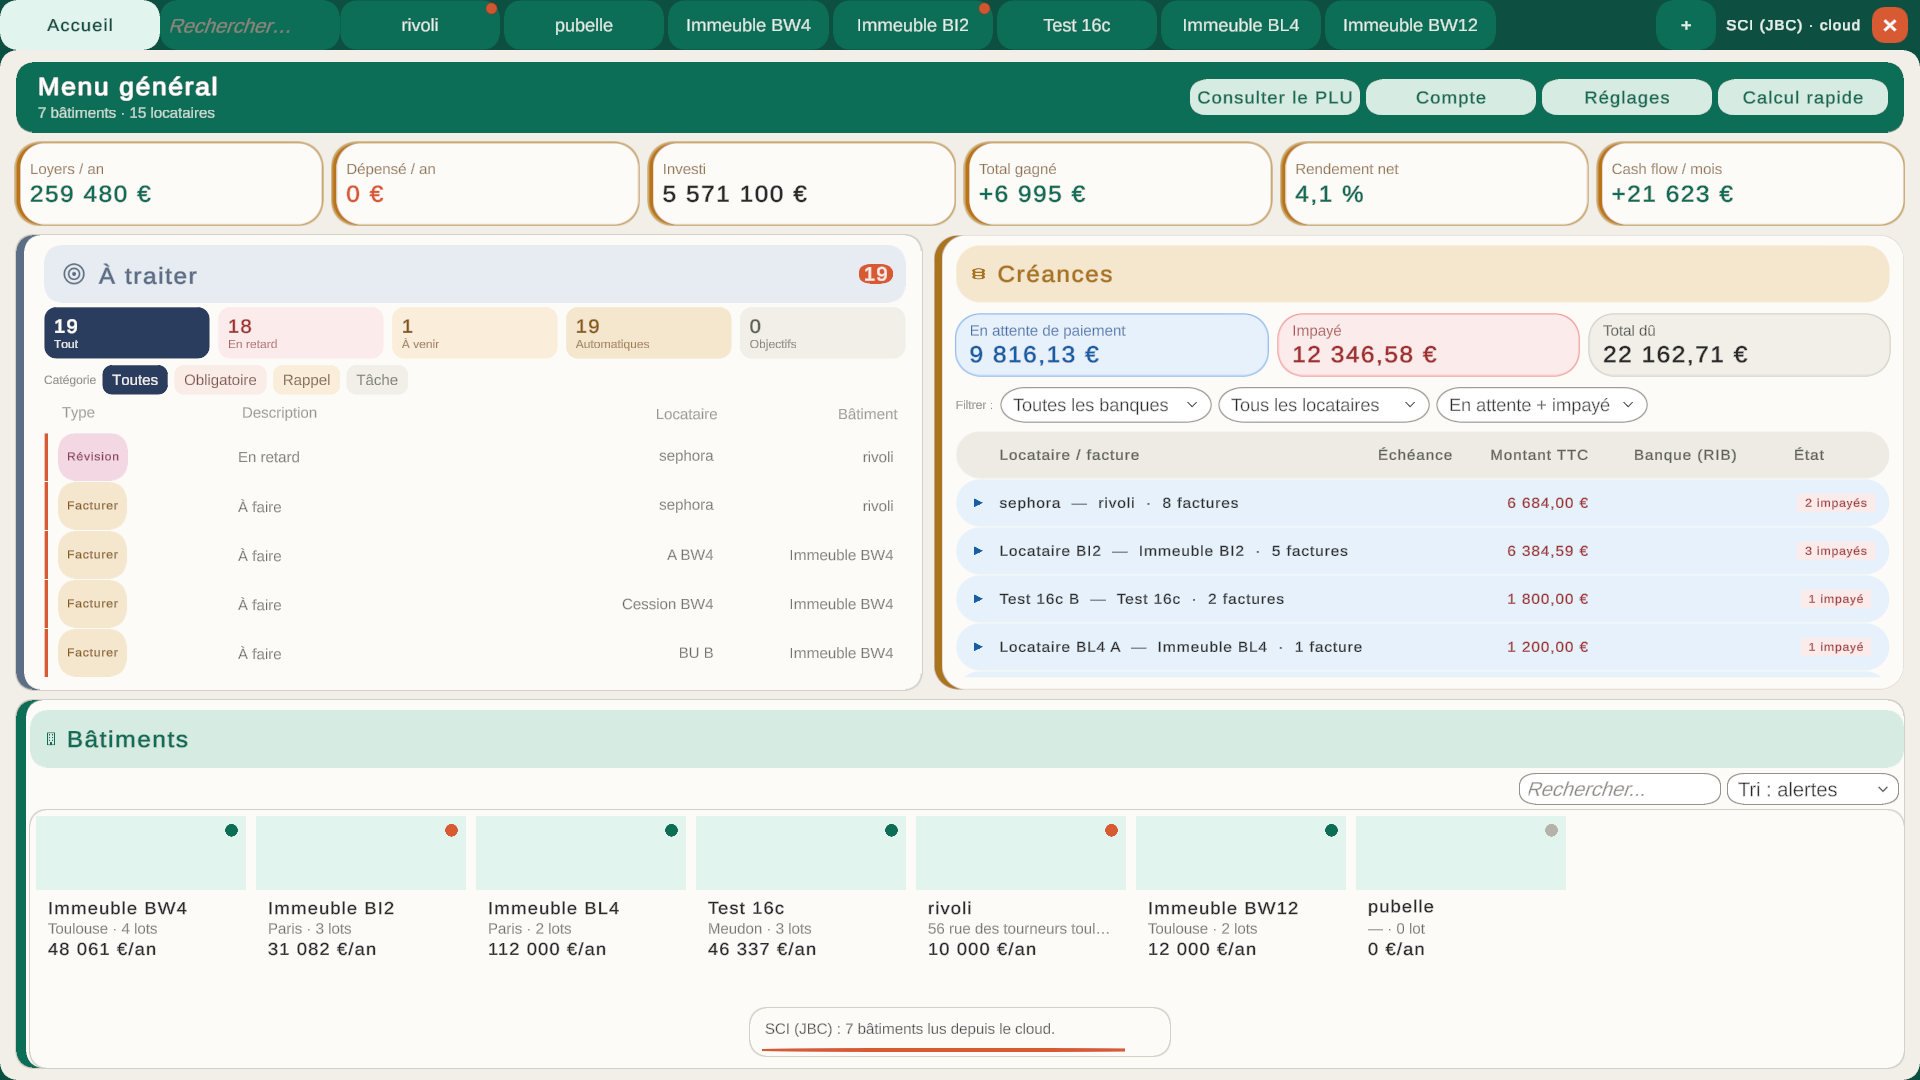 Accueil
Rechercher...
rivoli
pubelle
Immeuble BW4
Immeuble BI2
Test 16c
Immeuble BL4
Immeuble BW12
+
SCI (JBC) · cloud
×
Menu général
7 bâtiments · 15 locataires
Consulter le PLU
Compte
Réglages
Calcul rapide
Loyers / an
259 480 €
Dépensé / an
0 €
Investi
5 571 100 €
Total gagné
+6 995 €
Rendement net
4,1 %
Cash flow / mois
+21 623 €
À traiter
19
19
Tout
18
En retard
1
À venir
19
Automatiques
0
Objectifs
Catégorie
Toutes
Obligatoire
Rappel
Tâche
Type
Description
Locataire
Bâtiment
Révision
En retard
sephora
rivoli
Facturer
À faire
sephora
rivoli
Facturer
À faire
A BW4
Immeuble BW4
Facturer
À faire
Cession BW4
Immeuble BW4
Facturer
À faire
BU B
Immeuble BW4
Créances
En attente de paiement
9 816,13 €
Impayé
12 346,58 €
Total dû
22 162,71 €
Filtrer :
Toutes les banques
Tous les locataires
En attente + impayé
Locataire / facture
Échéance
Montant TTC
Banque (RIB)
État
sephora — rivoli · 8 factures
6 684,00 €
2 impayés
Locataire BI2 — Immeuble BI2 · 5 factures
6 384,59 €
3 impayés
Test 16c B — Test 16c · 2 factures
1 800,00 €
1 impayé
Locataire BL4 A — Immeuble BL4 · 1 facture
1 200,00 €
1 impayé
Bâtiments
Rechercher...
Tri : alertes
Immeuble BW4
Toulouse · 4 lots
48 061 €/an
Immeuble BI2
Paris · 3 lots
31 082 €/an
Immeuble BL4
Paris · 2 lots
112 000 €/an
Test 16c
Meudon · 3 lots
46 337 €/an
rivoli
56 rue des tourneurs toul...
10 000 €/an
Immeuble BW12
Toulouse · 2 lots
12 000 €/an
pubelle
— · 0 lot
0 €/an
SCI (JBC) : 7 bâtiments lus depuis le cloud.